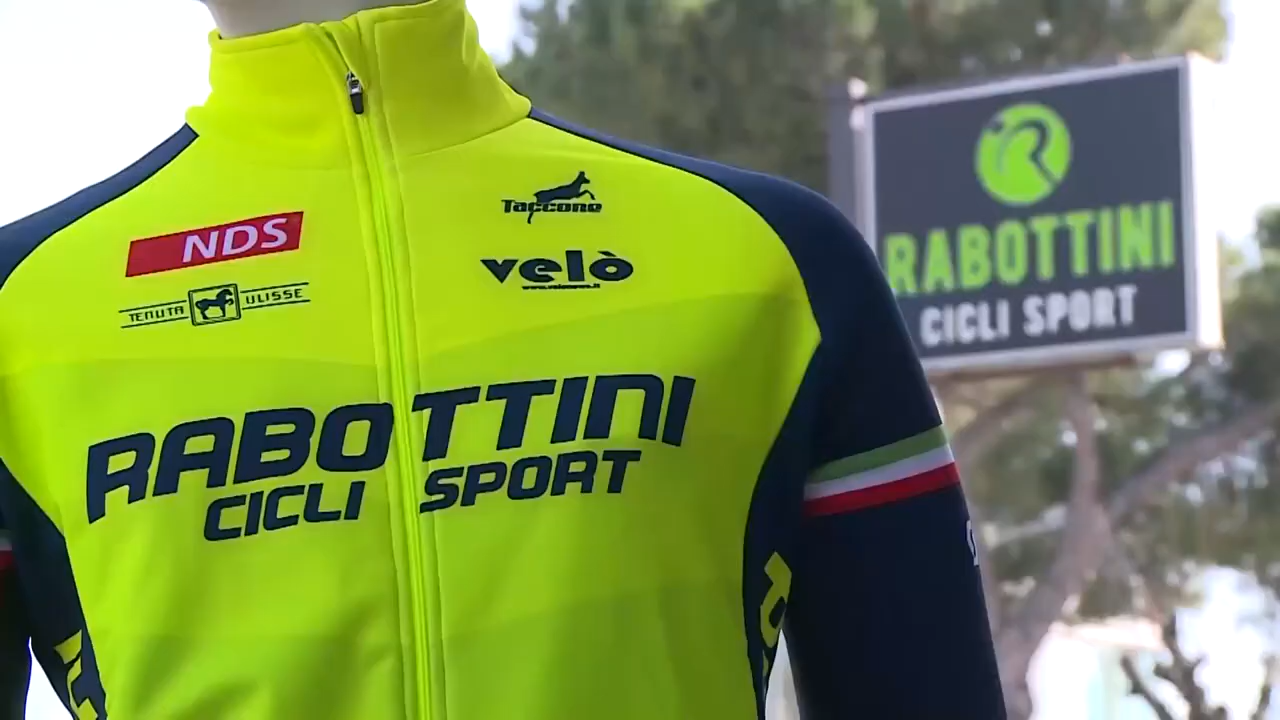 NDS
TENUTA ULISSE
Taccone
velò
RABOTTINI
CICLI SPORT
RABOTTINI
CICLI SPORT